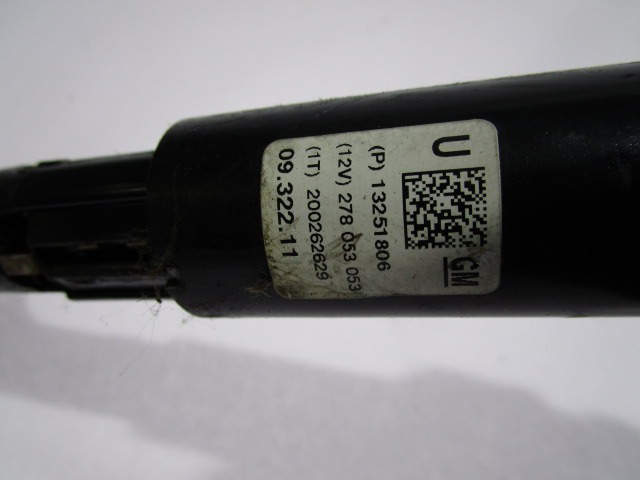 U
GM
(P) 13251806
(12V) 278 053 053
(1T) 200262629
09.322.11